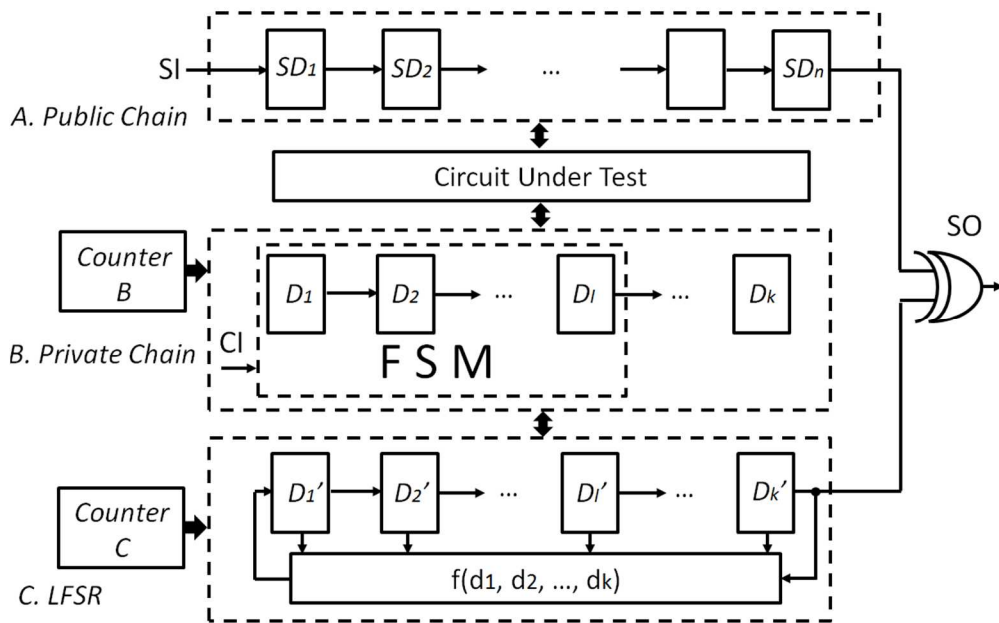 SI
SD1
SD2
...
SDn
A. Public Chain
Circuit Under Test
SO
Counter
B
D1
D2
...
Dl
...
Dk
CI
F S M
B. Private Chain
Counter
C
D1'
D2'
...
Dl'
...
Dk'
f(d1, d2, ..., dk)
C. LFSR